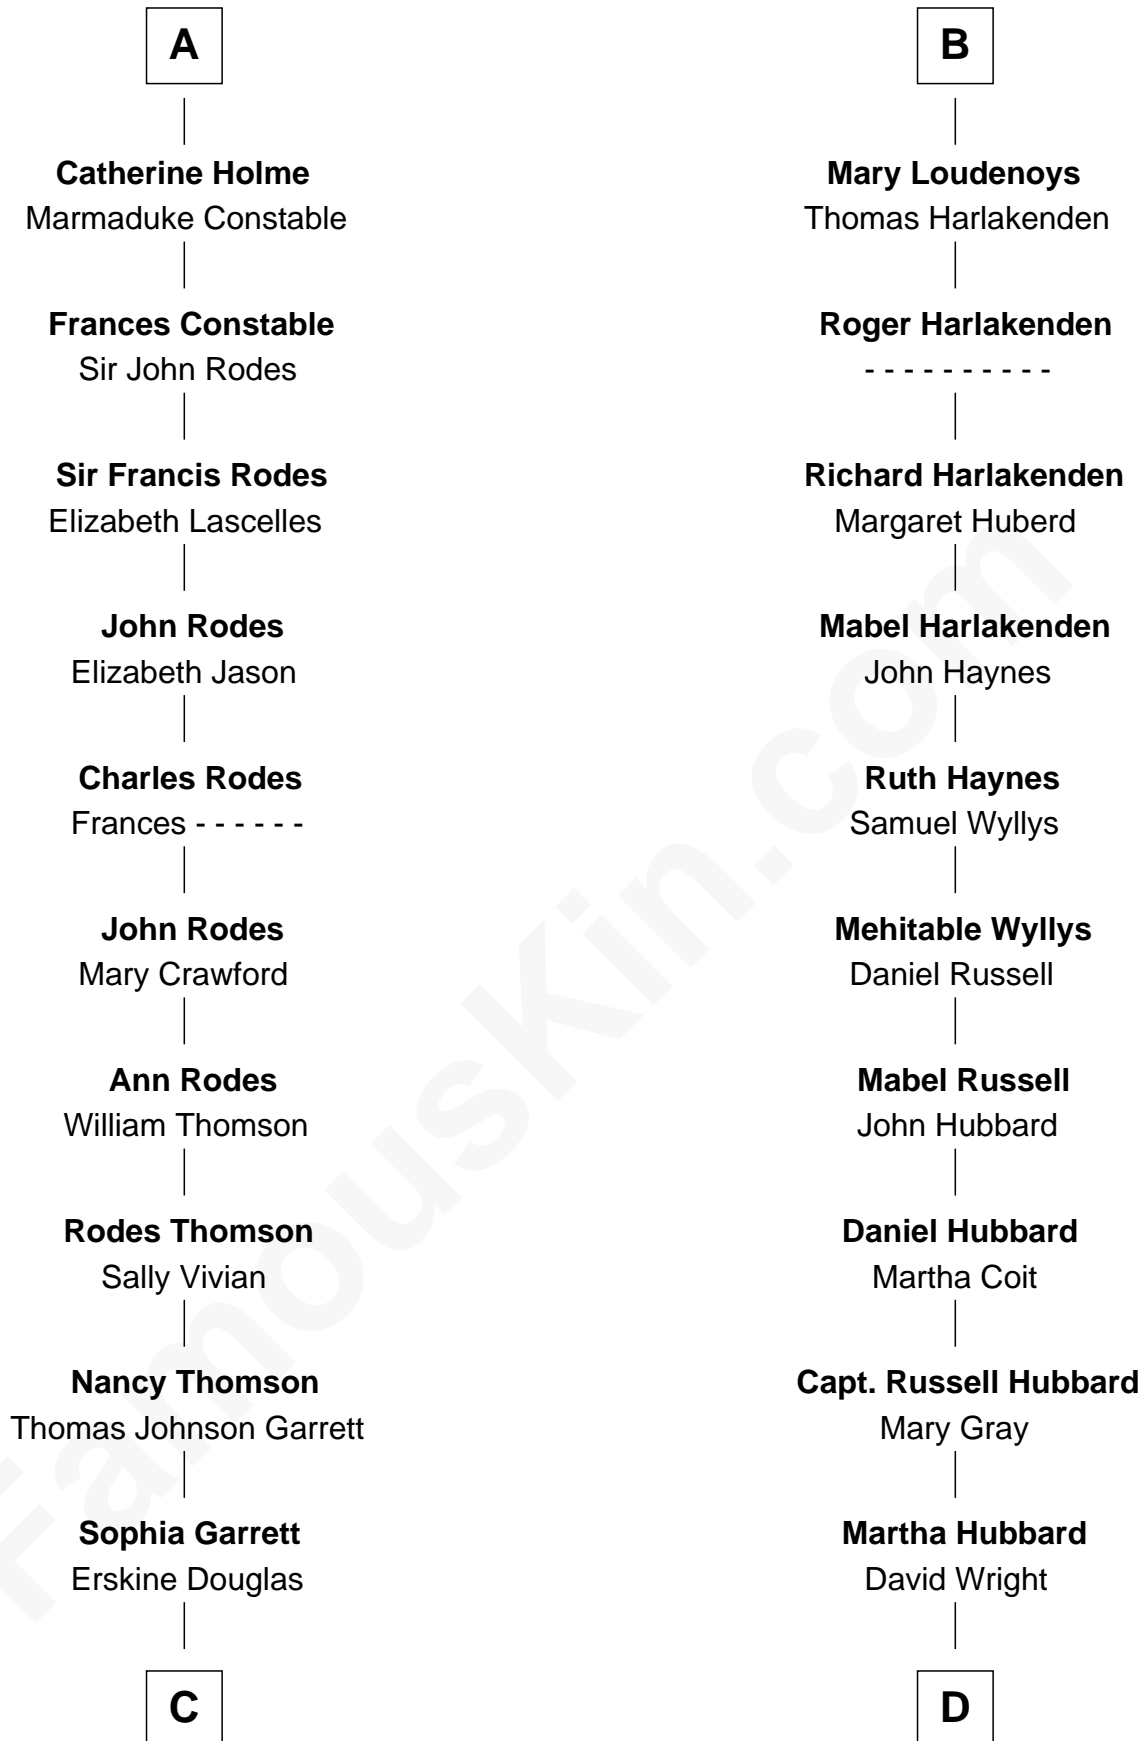 A
Catherine Holme
Marmaduke Constable
Frances Constable
Sir John Rodes
Sir Francis Rodes
Elizabeth Lascelles
John Rodes
Elizabeth Jason
Charles Rodes
Frances - - - - - -
John Rodes
Mary Crawford
Ann Rodes
William Thomson
Rodes Thomson
Sally Vivian
Nancy Thomson
Thomas Johnson Garrett
Sophia Garrett
Erskine Douglas
C
B
Mary Loudenoys
Thomas Harlakenden
Roger Harlakenden
- - - - - - - - - -
Richard Harlakenden
Margaret Huberd
Mabel Harlakenden
John Haynes
Ruth Haynes
Samuel Wyllys
Mehitable Wyllys
Daniel Russell
Mabel Russell
John Hubbard
Daniel Hubbard
Martha Coit
Capt. Russell Hubbard
Mary Gray
Martha Hubbard
David Wright
D
FamousKin.com